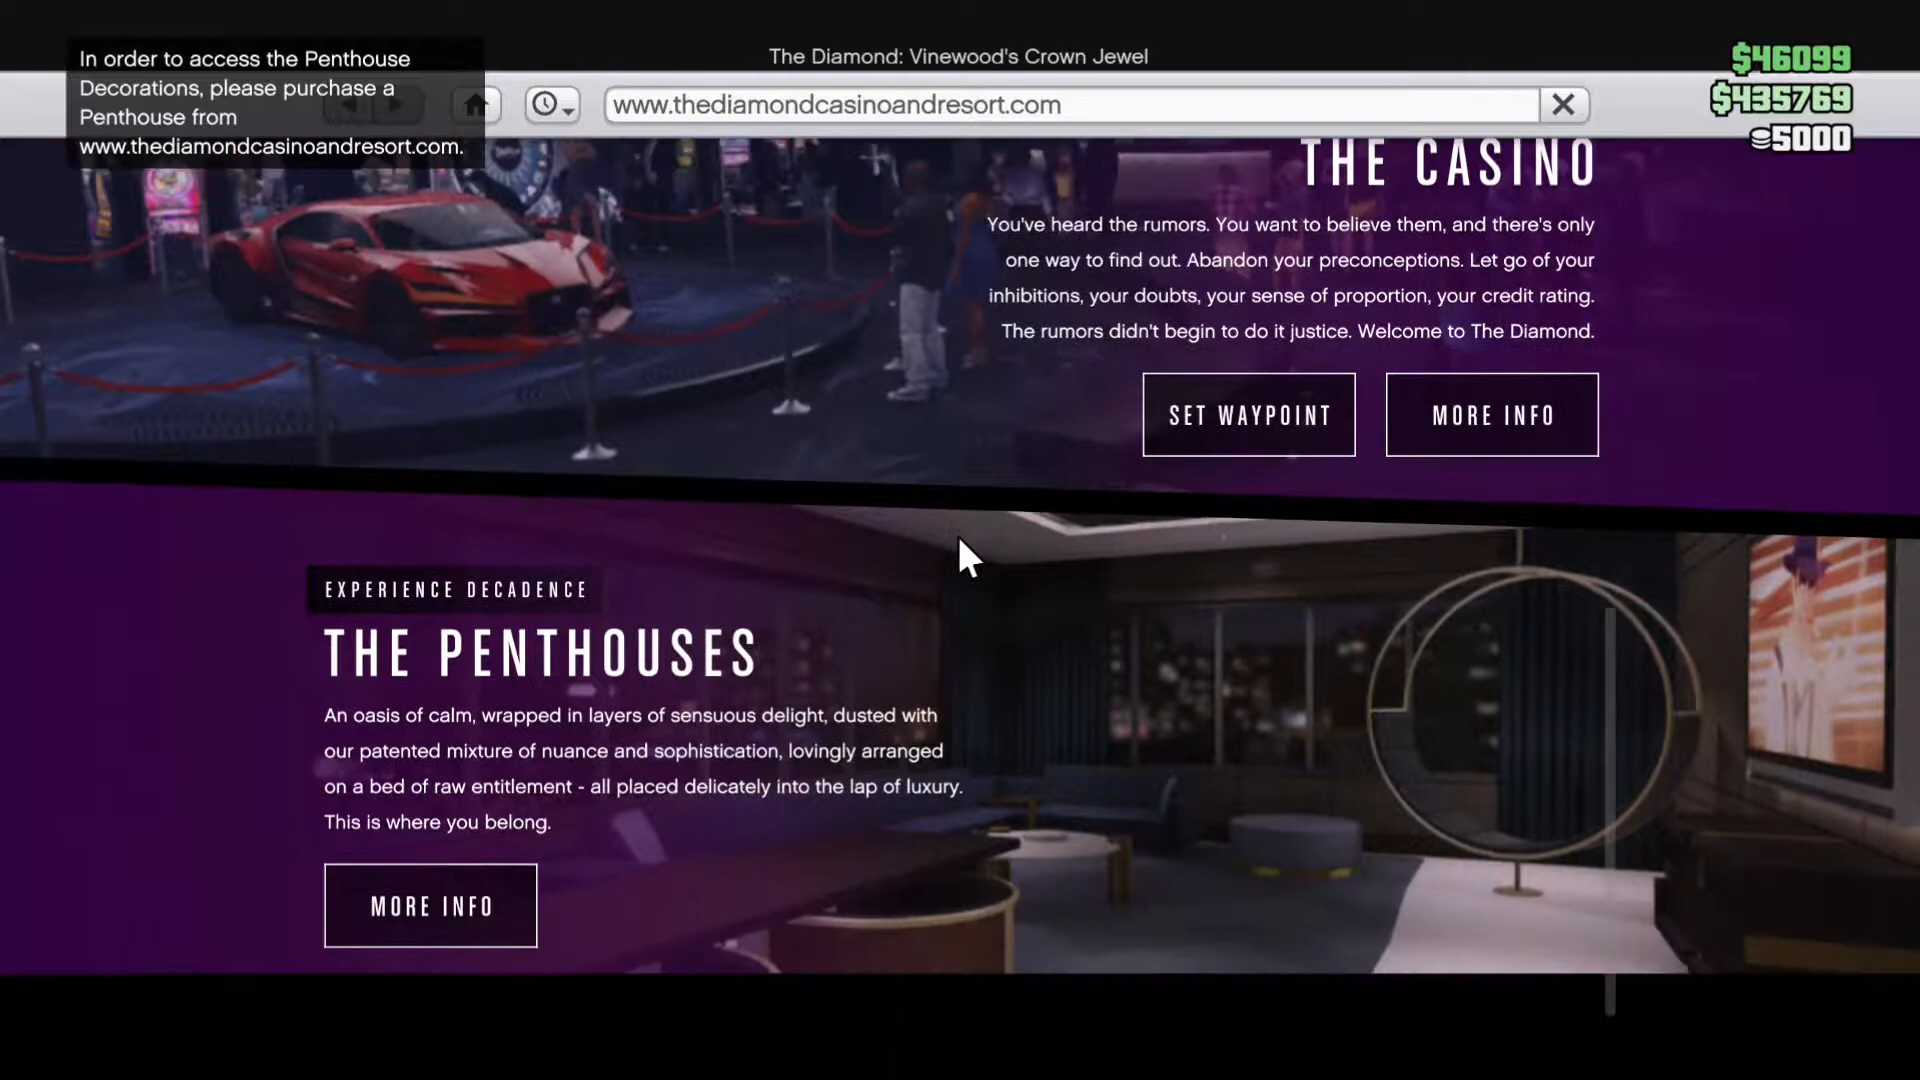 In order to access the Penthouse
Decorations, please purchase a
Penthouse from
www.thediamondcasinoandresort.com.
The Diamond: Vinewood's Crown Jewel
www.thediamondcasinoandresort.com
$46099
$435769
5000
THE CASINO
You've heard the rumors. You want to believe them, and there's only
one way to find out. Abandon your preconceptions. Let go of your
inhibitions, your doubts, your sense of proportion, your credit rating.
The rumors didn't begin to do it justice. Welcome to The Diamond.
SET WAYPOINT
MORE INFO
EXPERIENCE DECADENCE
THE PENTHOUSES
An oasis of calm, wrapped in layers of sensuous delight, dusted with
our patented mixture of nuance and sophistication, lovingly arranged
on a bed of raw entitlement - all placed delicately into the lap of luxury.
This is where you belong.
MORE INFO